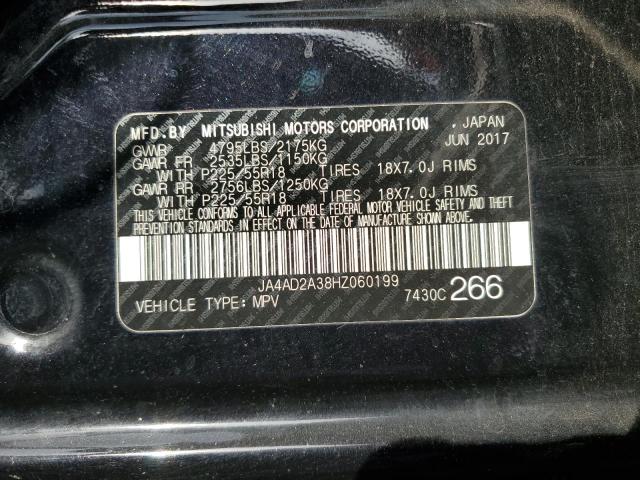 MFD.BY MITSUBISHI MOTORS CORPORATION JAPAN
GVWR 4795LBS/2175KG JUN 2017
GAWR FR 2535LBS/1150KG
WITH P225/55R18 TIRES 18X7.0J RIMS
GAWR RR 2756LBS/1250KG
WITH P225/55R18 TIRES 18X7.0J RIMS
THIS VEHICLE CONFORMS TO ALL APPLICABLE FEDERAL MOTOR VEHICLE SAFETY AND THEFT
PREVENTION STANDARDS IN EFFECT ON THE DATE OF MANUFACTURE SHOWN ABOVE.
JA4AD2A38HZ060199
VEHICLE TYPE: MPV 7430C 266